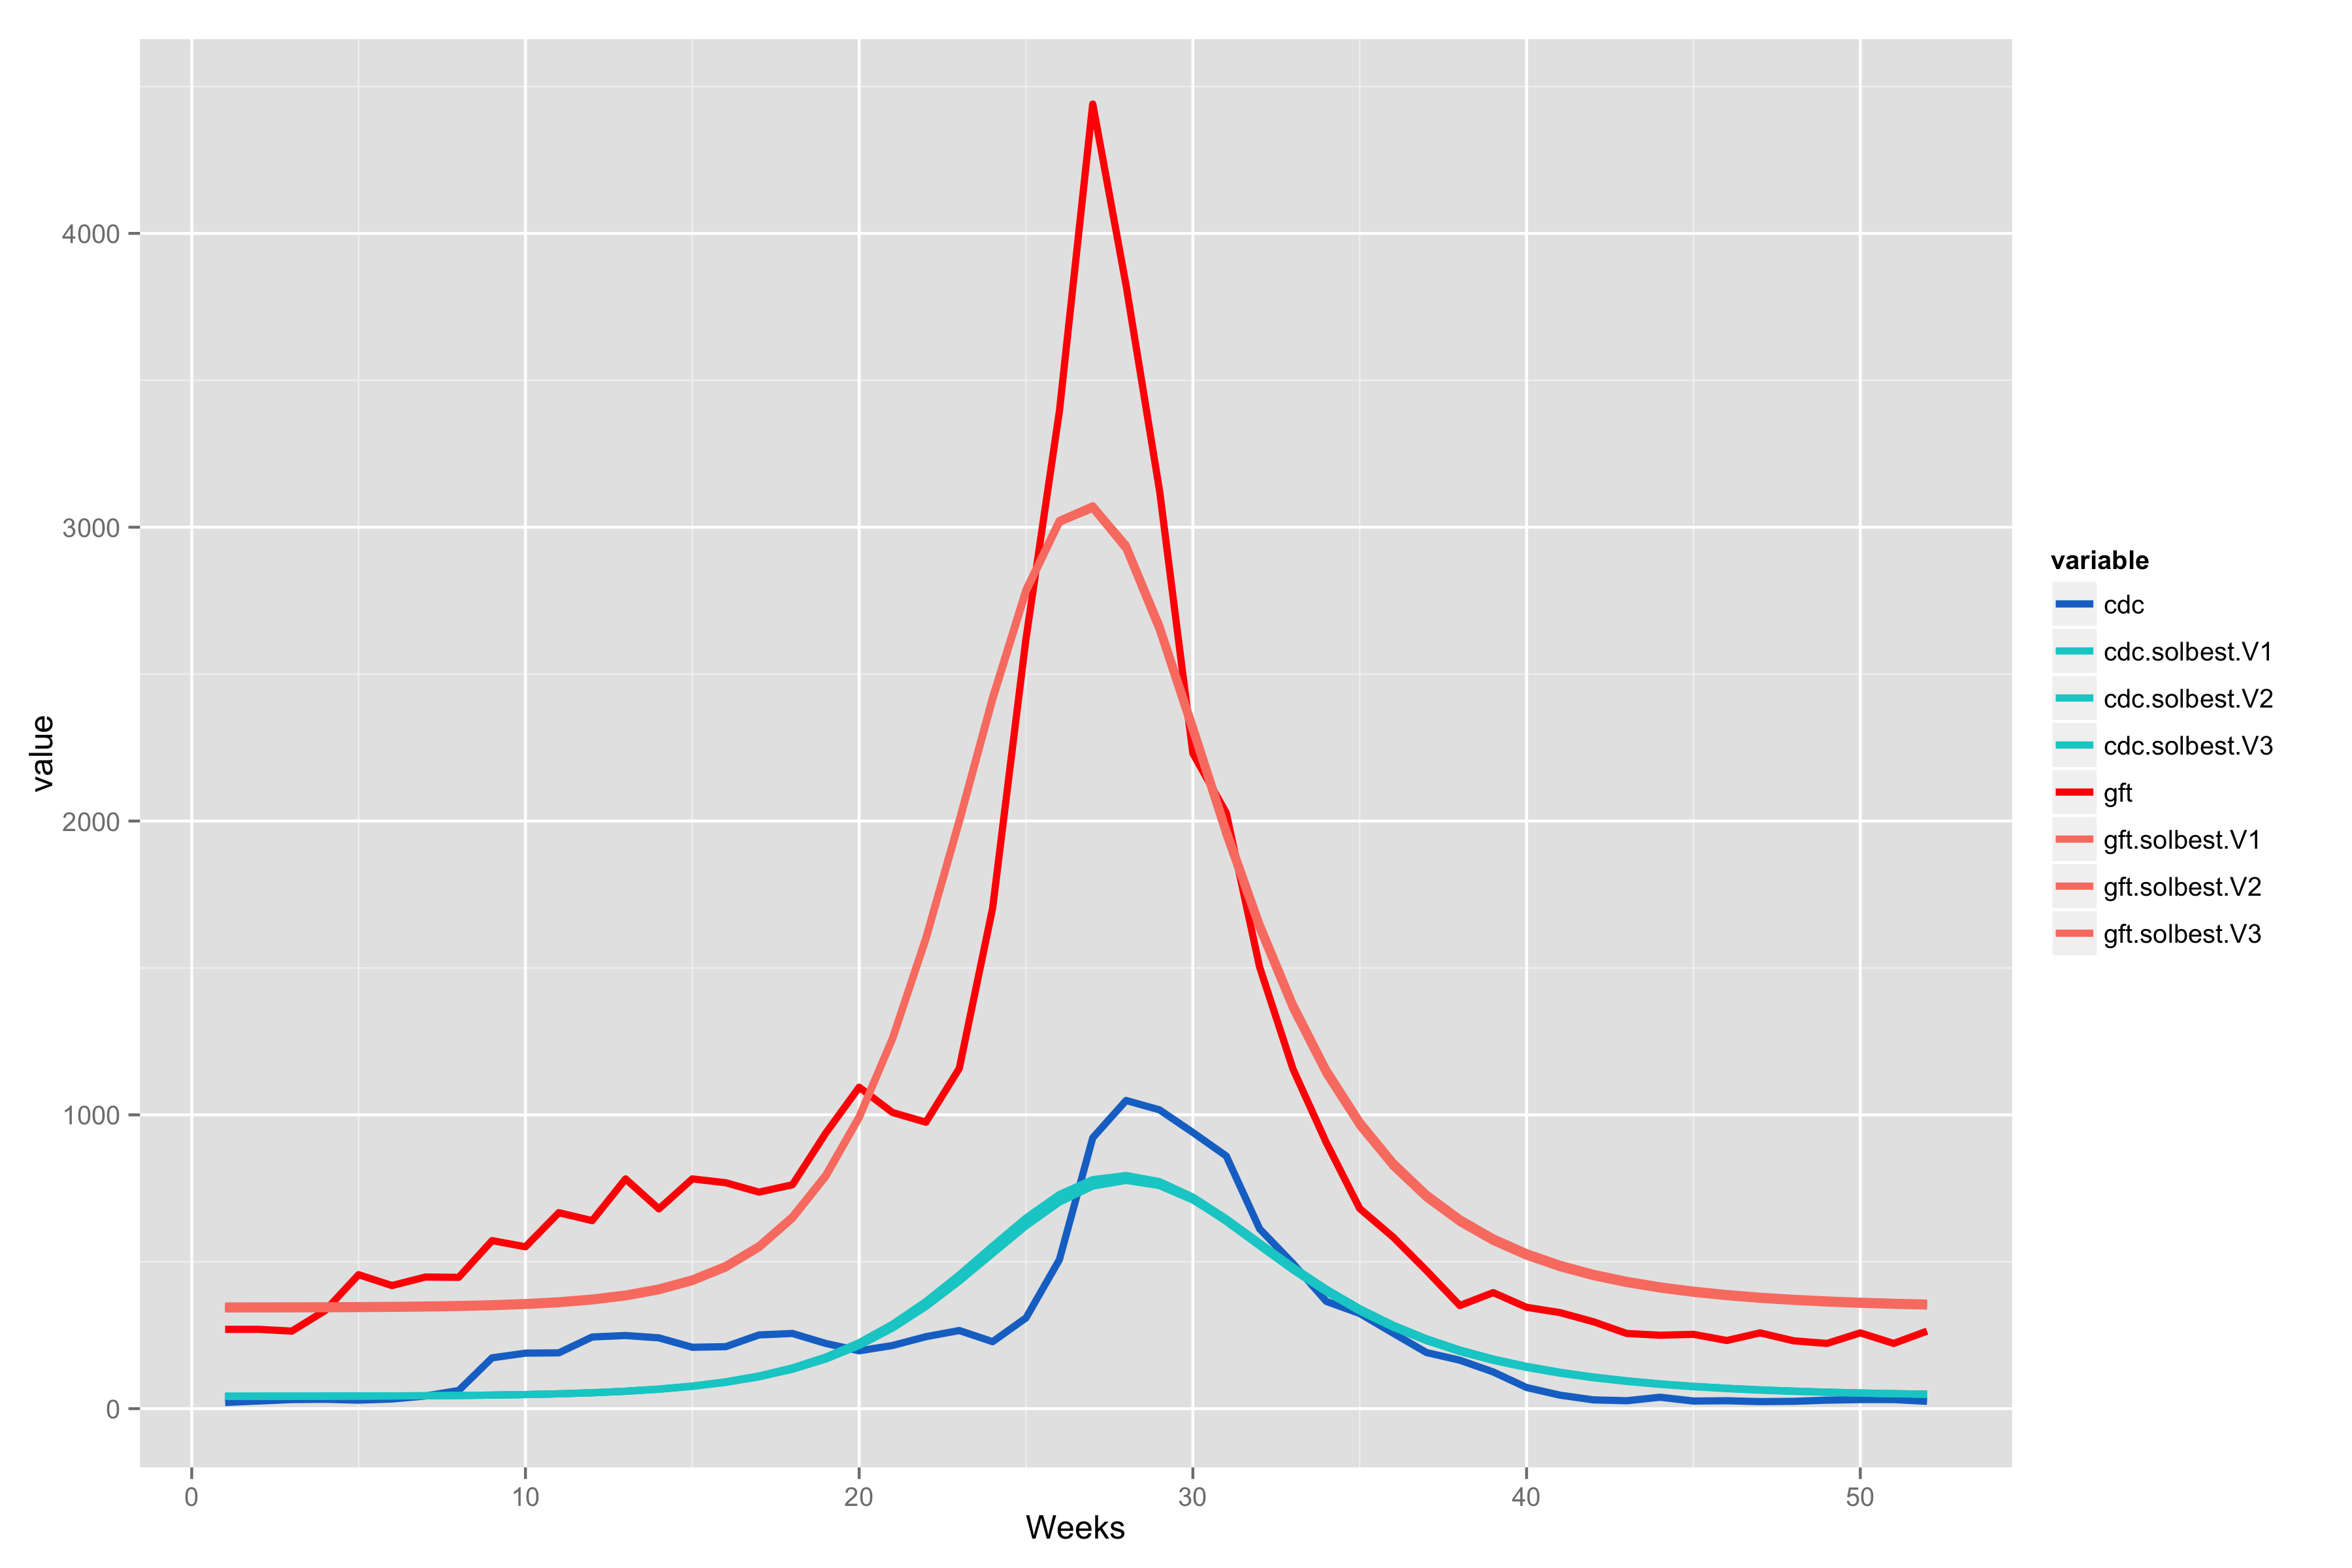 4000
3000
2000
1000
0
value
0 10 20 30 40 50
Weeks
variable
cdc
cdc.solbest.V1
cdc.solbest.V2
cdc.solbest.V3
gft
gft.solbest.V1
gft.solbest.V2
gft.solbest.V3